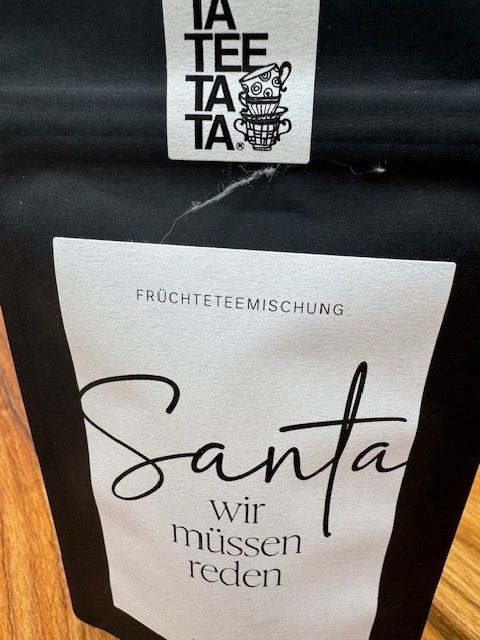 TA
TEE
TA
TA®
FRÜCHTETEEMISCHUNG
Santa
wir
müssen
reden